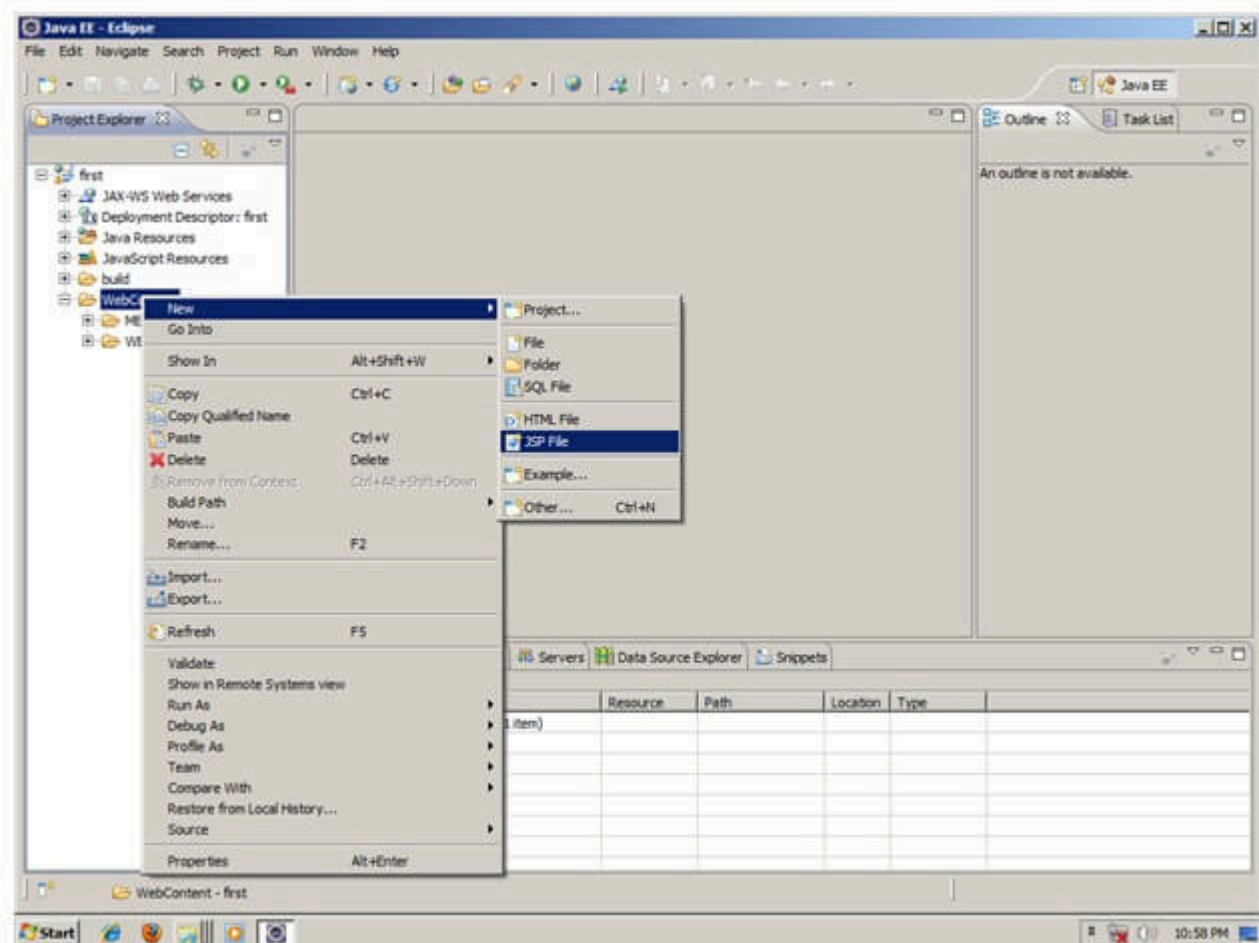 Java EE - Eclipse
File Edit Navigate Search Project Run Window Help
Java EE
Project Explorer
Outline
Task List
An outline is not available.
first
JAX-WS Web Services
Deployment Descriptor: first
Java Resources
JavaScript Resources
build
WebC
ME
WE
New
Go Into
Show In Alt+Shift+W
Copy Ctrl+C
Copy Qualified Name
Paste Ctrl+V
Delete Delete
Remove from Context Ctrl+Alt+Shift+Down
Build Path
Move...
Rename... F2
Import...
Export...
Refresh F5
Validate
Show in Remote Systems view
Run As
Debug As
Profile As
Team
Compare With
Restore from Local History...
Source
Properties Alt+Enter
Project...
File
Folder
SQL File
HTML File
JSP File
Example...
Other... Ctrl+N
Servers Data Source Explorer Snippets
Resource Path Location Type
1 item)
WebContent - first
Start
10:58 PM